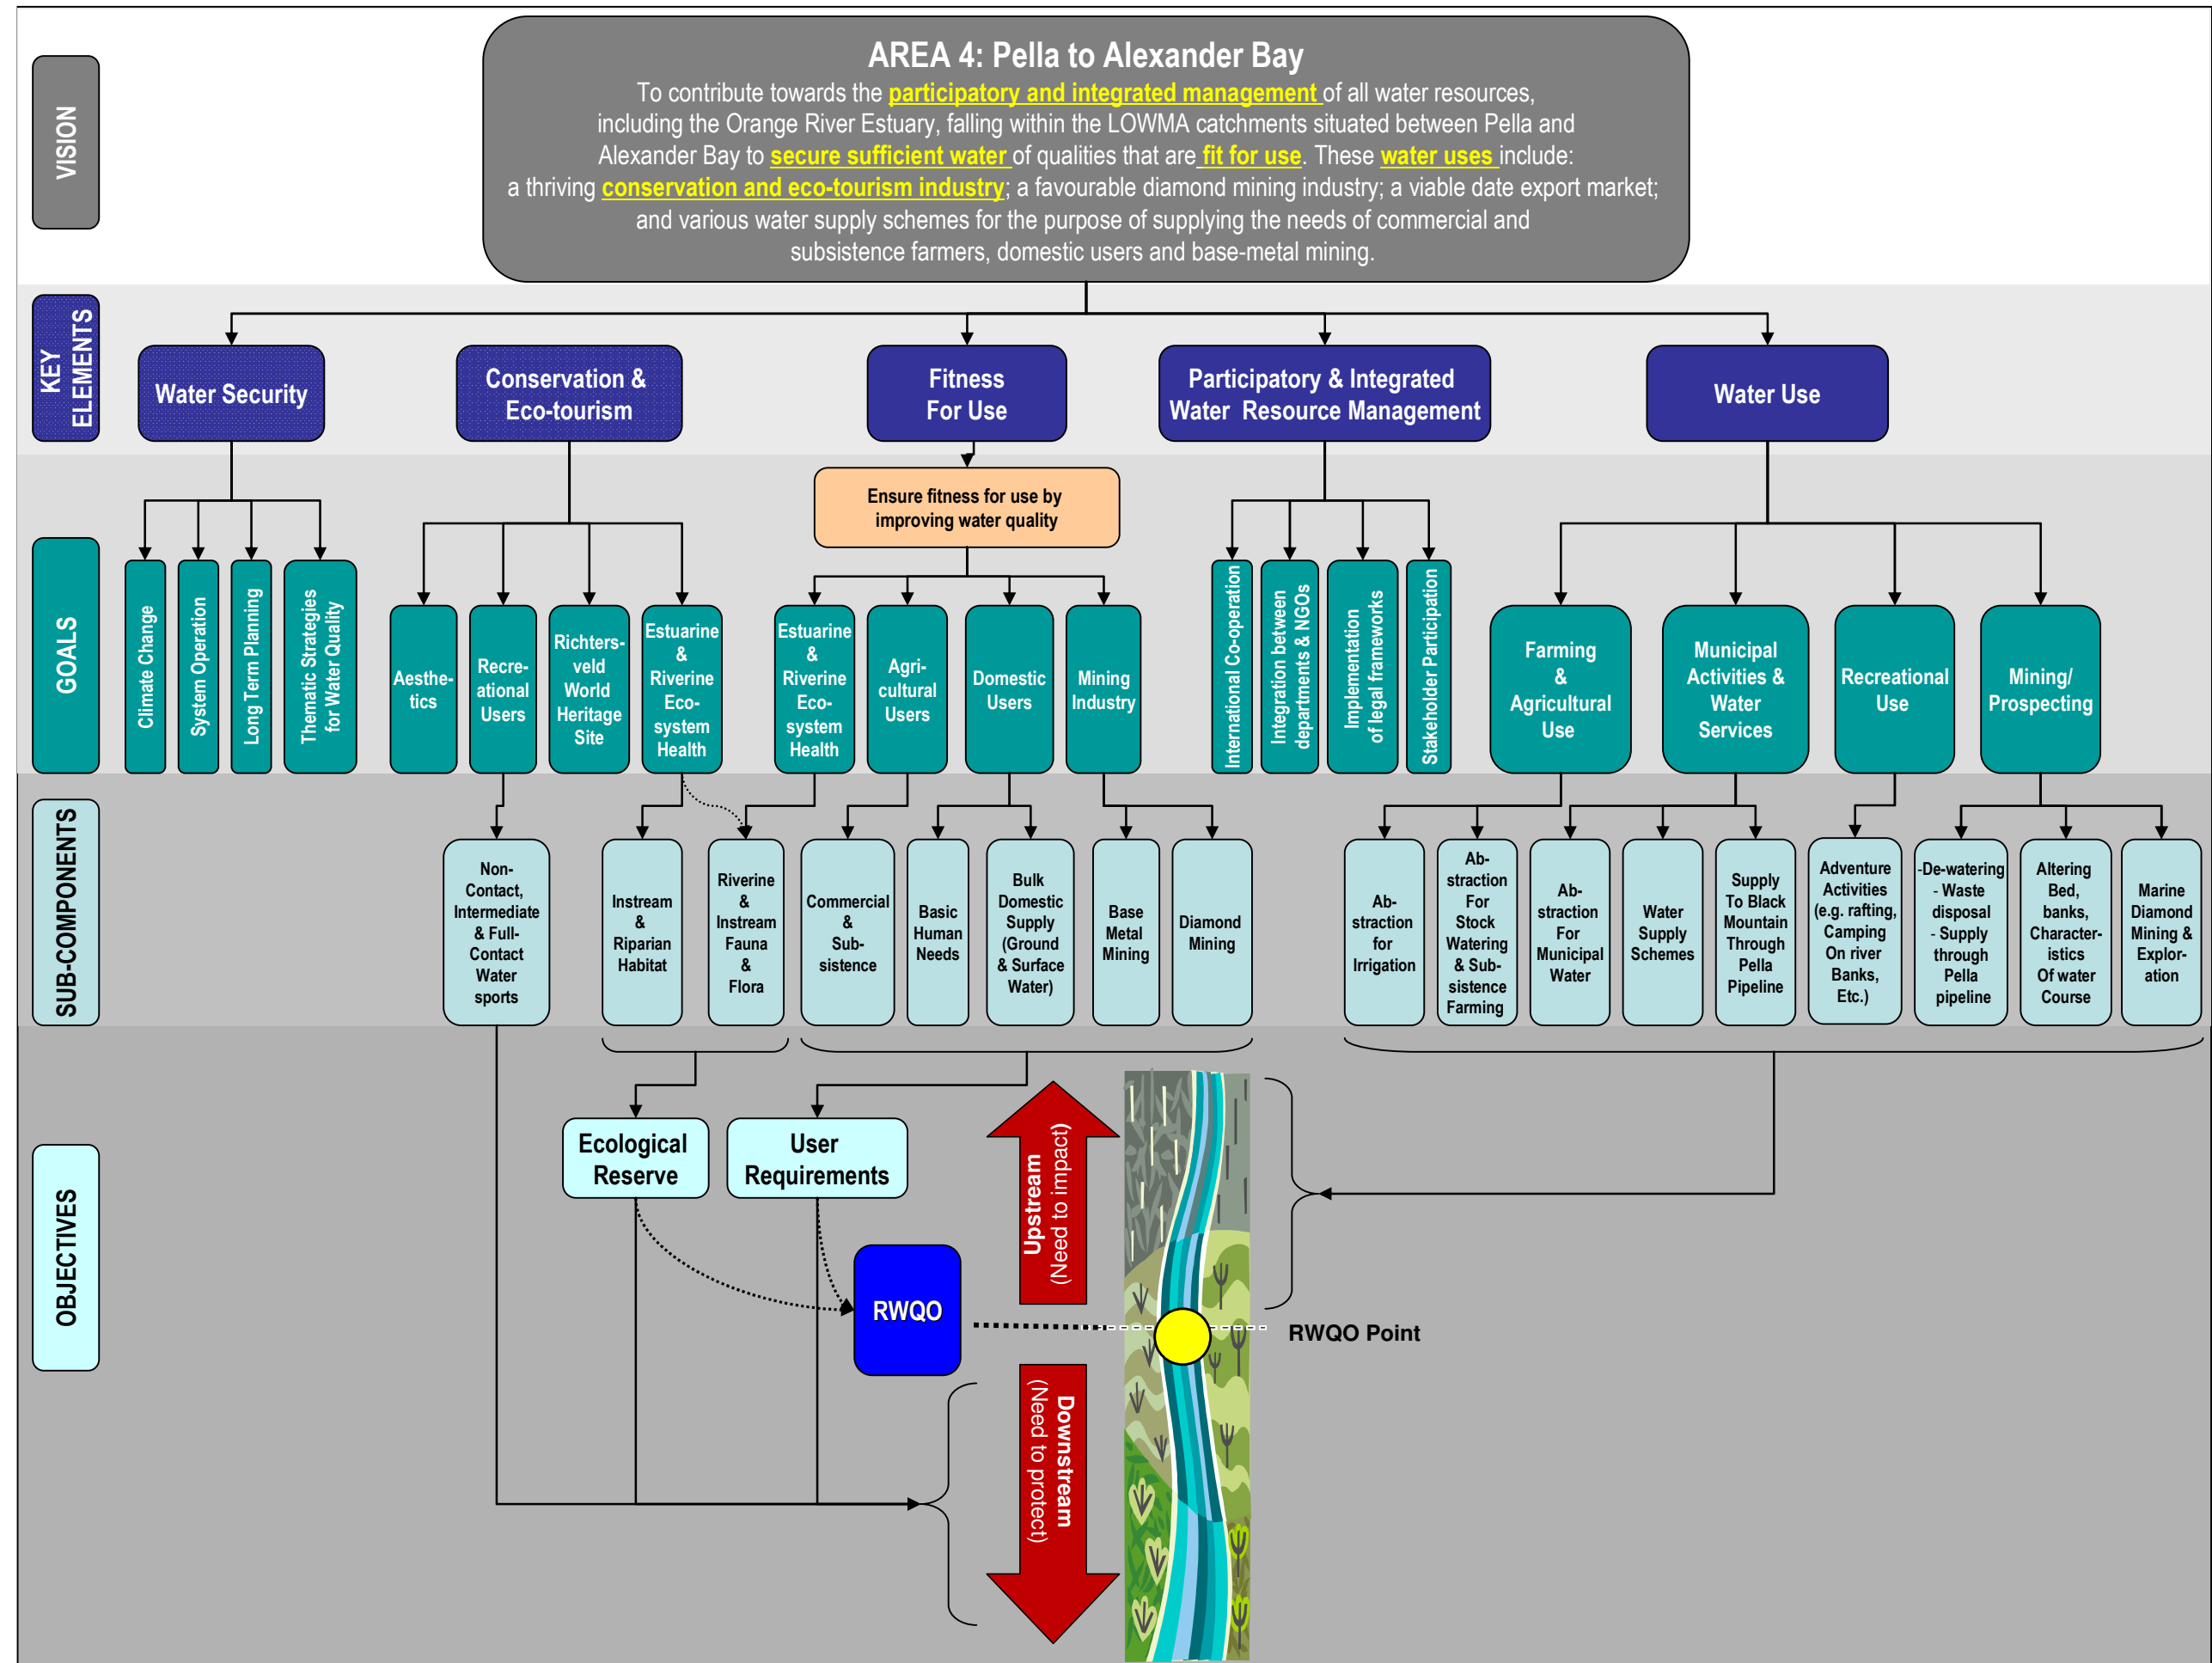 VISION
AREA 4: Pella to Alexander Bay
To contribute towards the participatory and integrated management of all water resources,
including the Orange River Estuary, falling within the LOWMA catchments situated between Pella and
Alexander Bay to secure sufficient water of qualities that are fit for use. These water uses include:
a thriving conservation and eco-tourism industry; a favourable diamond mining industry; a viable date export market;
and various water supply schemes for the purpose of supplying the needs of commercial and
subsistence farmers, domestic users and base-metal mining.
KEY
ELEMENTS
Water Security
Conservation &
Eco-tourism
Fitness
For Use
Participatory & Integrated
Water Resource Management
Water Use
GOALS
Ensure fitness for use by
improving water quality
Climate Change
System Operation
Long Term Planning
Thematic Strategies
for Water Quality
Aesthe-
tics
Recre-
ational
Users
Richters-
veld
World
Heritage
Site
Estuarine
&
Riverine
Eco-
system
Health
Estuarine
&
Riverine
Eco-
system
Health
Agri-
cultural
Users
Domestic
Users
Mining
Industry
International Co-operation
Integration between
departments & NGOs
Implementation
of legal frameworks
Stakeholder Participation
Farming
&
Agricultural
Use
Municipal
Activities &
Water
Services
Recreational
Use
Mining/
Prospecting
SUB-COMPONENTS
Non-
Contact,
Intermediate
& Full-
Contact
Water
sports
Instream
&
Riparian
Habitat
Riverine
&
Instream
Fauna
&
Flora
Commercial
&
Sub-
sistence
Basic
Human
Needs
Bulk
Domestic
Supply
(Ground
& Surface
Water)
Base
Metal
Mining
Diamond
Mining
Ab-
straction
for
Irrigation
Ab-
straction
For
Stock
Watering
& Sub-
sistence
Farming
Ab-
straction
For
Municipal
Water
Water
Supply
Schemes
Supply
To Black
Mountain
Through
Pella
Pipeline
Adventure
Activities
(e.g. rafting,
Camping
On river
Banks,
Etc.)
-De-watering
- Waste
disposal
- Supply
through
Pella
pipeline
Altering
Bed,
banks,
Character-
istics
Of water
Course
Marine
Diamond
Mining &
Explor-
ation
OBJECTIVES
Ecological
Reserve
User
Requirements
RWQO
Upstream
(Need to impact)
RWQO Point
Downstream
(Need to protect)